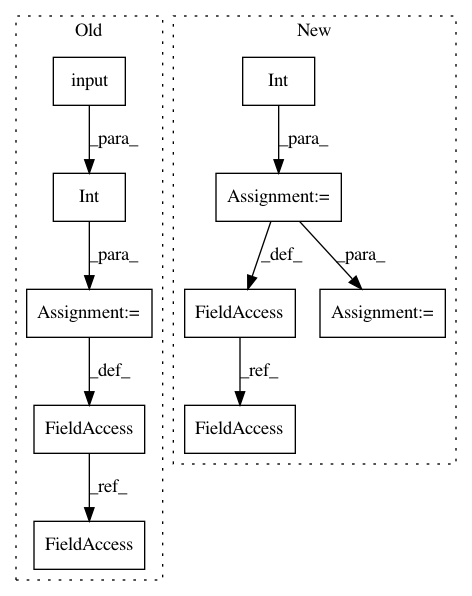 Old
input
_para_
Int
_para_
Assignment:=
_def_
FieldAccess
_ref_
FieldAccess
New
Int
_para_
Assignment:=
_def_
_para_
FieldAccess
Assignment:=
_ref_
FieldAccess